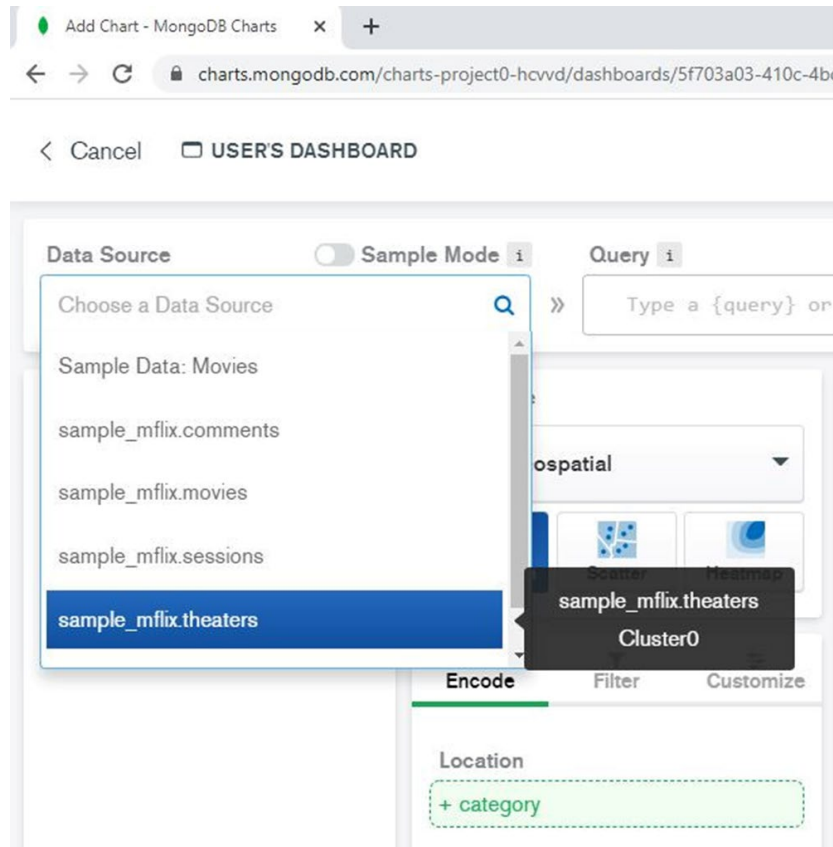 Add Chart - MongoDB Charts
charts.mongodb.com/charts-project0-hcvvd/dashboards/5f703a03-410c-4b
Cancel USER'S DASHBOARD
Data Source Sample Mode i Query i
Choose a Data Source Type a {query} or
Sample Data: Movies
sample_mflix.comments
sample_mflix.movies
ospatial
sample_mflix.sessions
Scatter Heatmap
sample_mflix.theaters
sample_mflix.theaters
Cluster0
Encode Filter Customize
Location
+ category